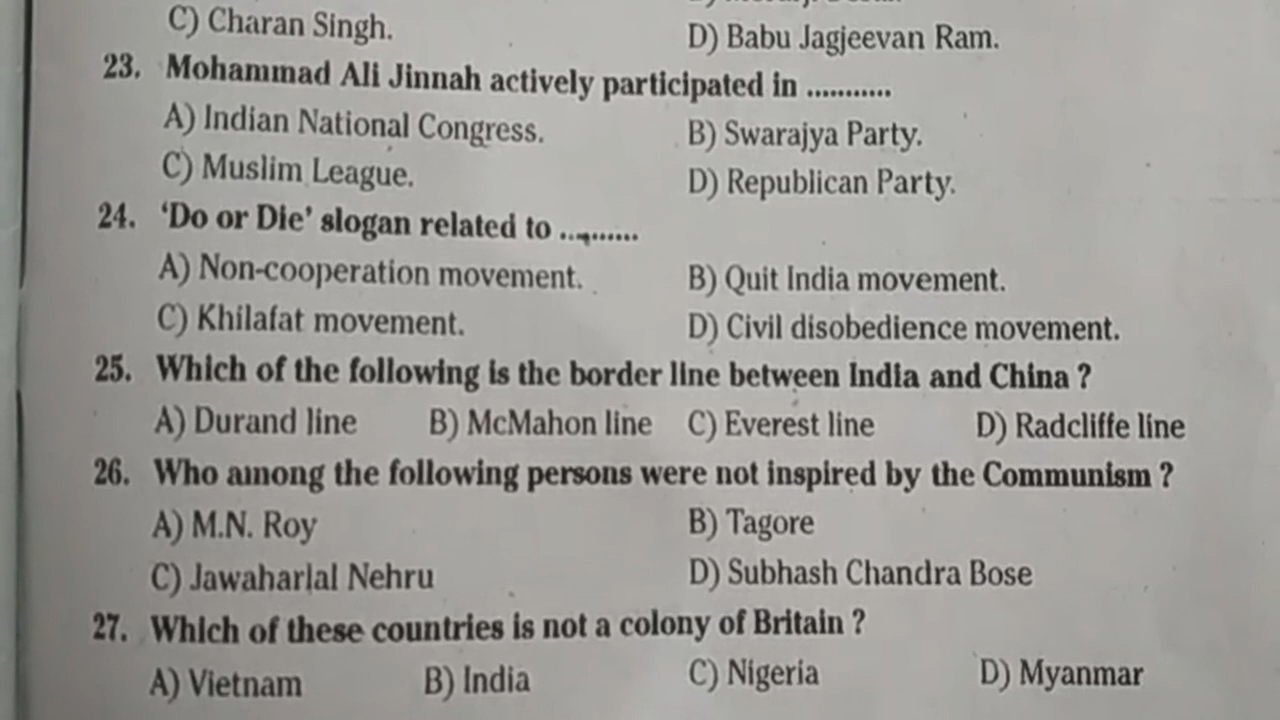 C) Charan Singh.
D) Babu Jagjeevan Ram.
23. Mohammad Ali Jinnah actively participated in ...........
A) Indian National Congress. B) Swarajya Party.
C) Muslim League. D) Republican Party.
24. 'Do or Die' slogan related to ..........
A) Non-cooperation movement. B) Quit India movement.
C) Khilafat movement. D) Civil disobedience movement.
25. Which of the following is the border line between India and China ?
A) Durand line B) McMahon line C) Everest line D) Radcliffe line
26. Who among the following persons were not inspired by the Communism ?
A) M.N. Roy B) Tagore
C) Jawaharlal Nehru D) Subhash Chandra Bose
27. Which of these countries is not a colony of Britain ?
A) Vietnam B) India C) Nigeria D) Myanmar